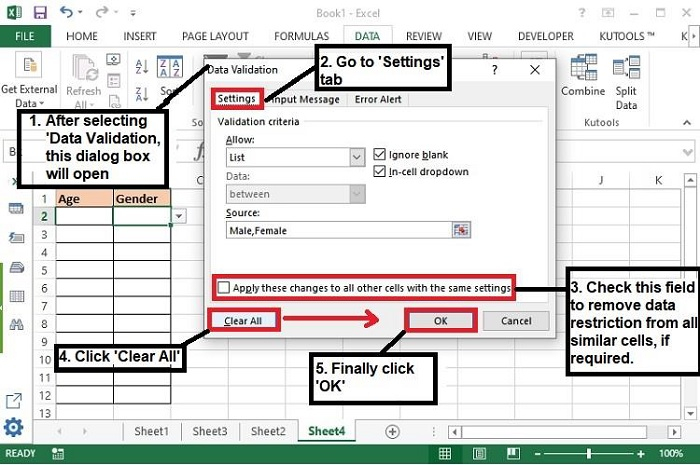 Book1 - Excel
FILE HOME INSERT PAGE LAYOUT FORMULAS DATA REVIEW VIEW DEVELOPER KUTOOLS ™
Get External
Data
Refresh
All
Sort
Combine
Split
Data
Kutools
1. After selecting
'Data Validation,
this dialog box
will open
2. Go to 'Settings'
tab
Data Validation
Settings Input Message Error Alert
Validation criteria
Allow:
List
Ignore blank
Data:
In-cell dropdown
between
Source:
Male,Female
Apply these changes to all other cells with the same settings
Clear All OK Cancel
3. Check this field
to remove data
restriction from all
similar cells, if
required.
4. Click 'Clear All'
5. Finally click
'OK'
C J K
1 Age Gender
2
3
4
5
6
7
8
9
10
11
12
13
Sheet1 Sheet3 Sheet2 Sheet4
READY 100%